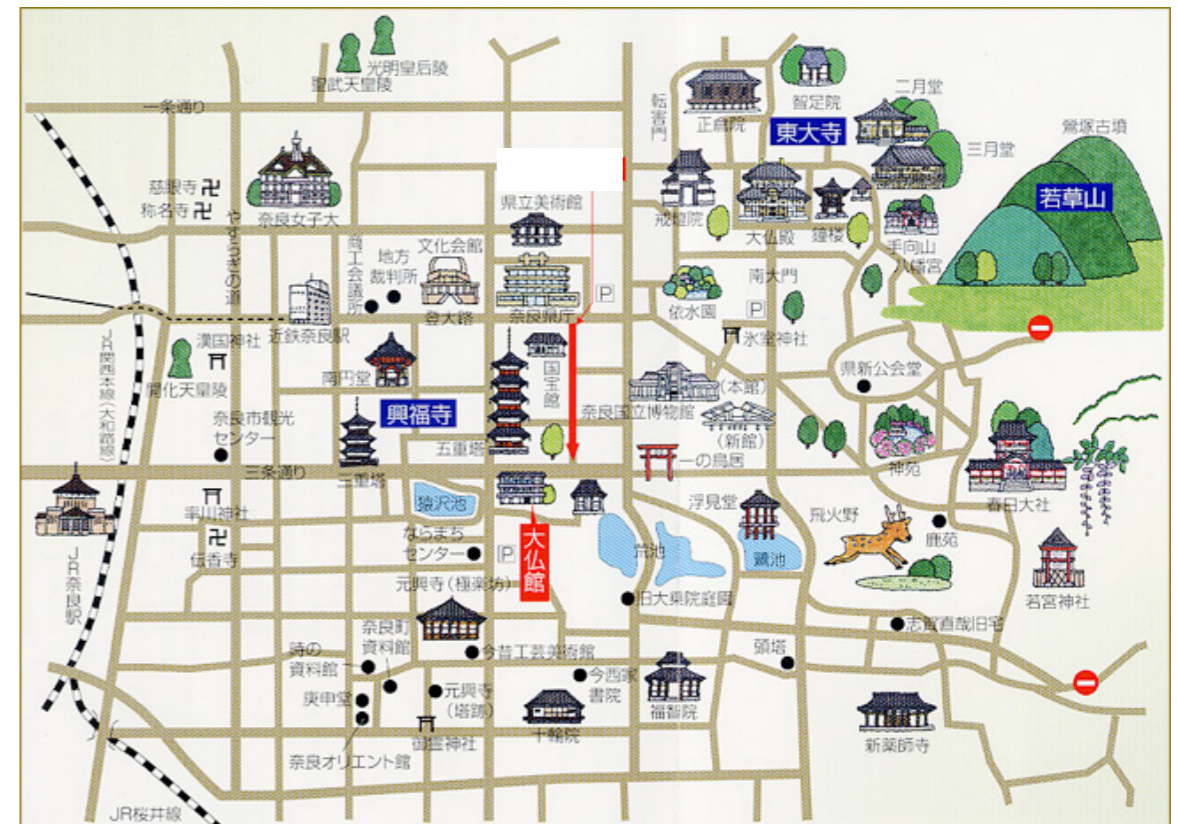 光明皇后陵
聖武天皇陵
一条通り
転害門
正倉院
智足院
東大寺
二月堂
三月堂
鶯塚古墳
若草山
慈眼寺
称名寺
奈良女子大
やすらぎの道
県立美術館
戒壇院
大仏殿
鐘楼
手向山
八幡宮
商工会議所
地方
裁判所
文化会館
登大路
奈良県庁
P
依水園
南大門
P
氷室神社
近鉄奈良駅
漢国神社
開化天皇陵
JR関西本線(大和路線)
南円堂
国宝館
奈良国立博物館
(本館)
(新館)
県新公会堂
奈良市観光
センター
興福寺
五重塔
一の鳥居
神苑
春日大社
三条通り
三重塔
率川神社
猿沢池
大仏館
浮見堂
飛火野
鹿苑
伝香寺
ならまち
センター
P
荒池
鷺池
JR奈良駅
元興寺(極楽坊)
旧大乗院庭園
若宮神社
志賀直哉旧宅
奈良町
資料館
時の
資料館
今昔工芸美術館
頭塔
今西家
書院
庚申堂
元興寺
(塔跡)
福智院
御霊神社
十輪院
新薬師寺
奈良オリエント館
JR桜井線